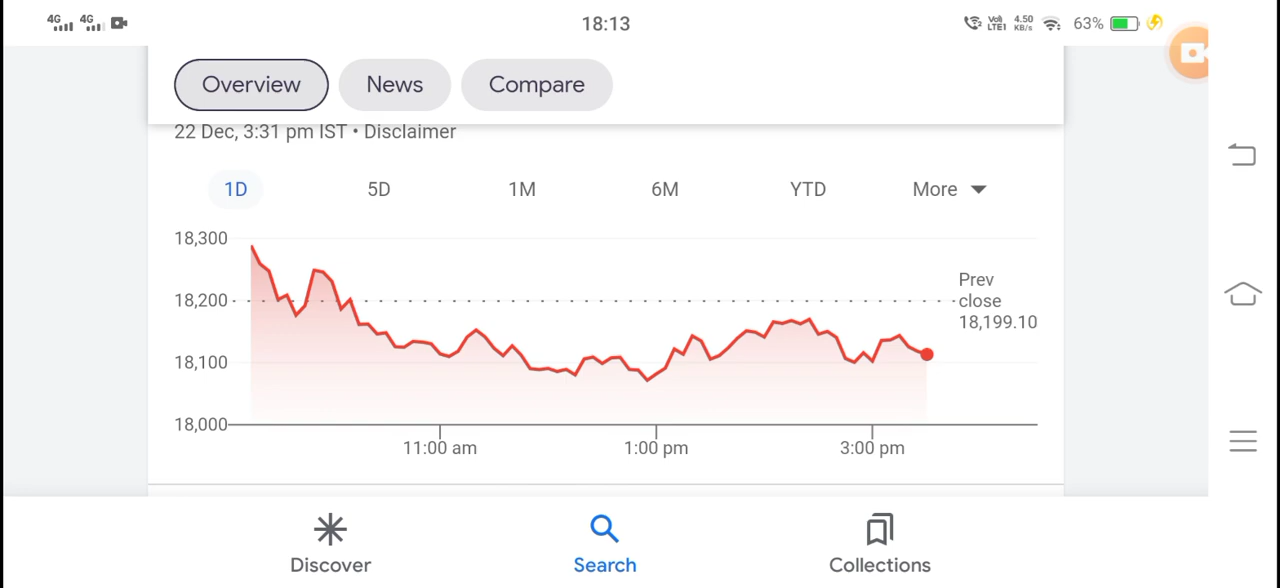 4G 4G 18:13 VoI) LTE1 4.50 KB/s 63%
Overview News Compare
22 Dec, 3:31 pm IST • Disclaimer
1D 5D 1M 6M YTD More
18,300
18,200
18,100
18,000
Prev
close
18,199.10
11:00 am 1:00 pm 3:00 pm
Discover Search Collections